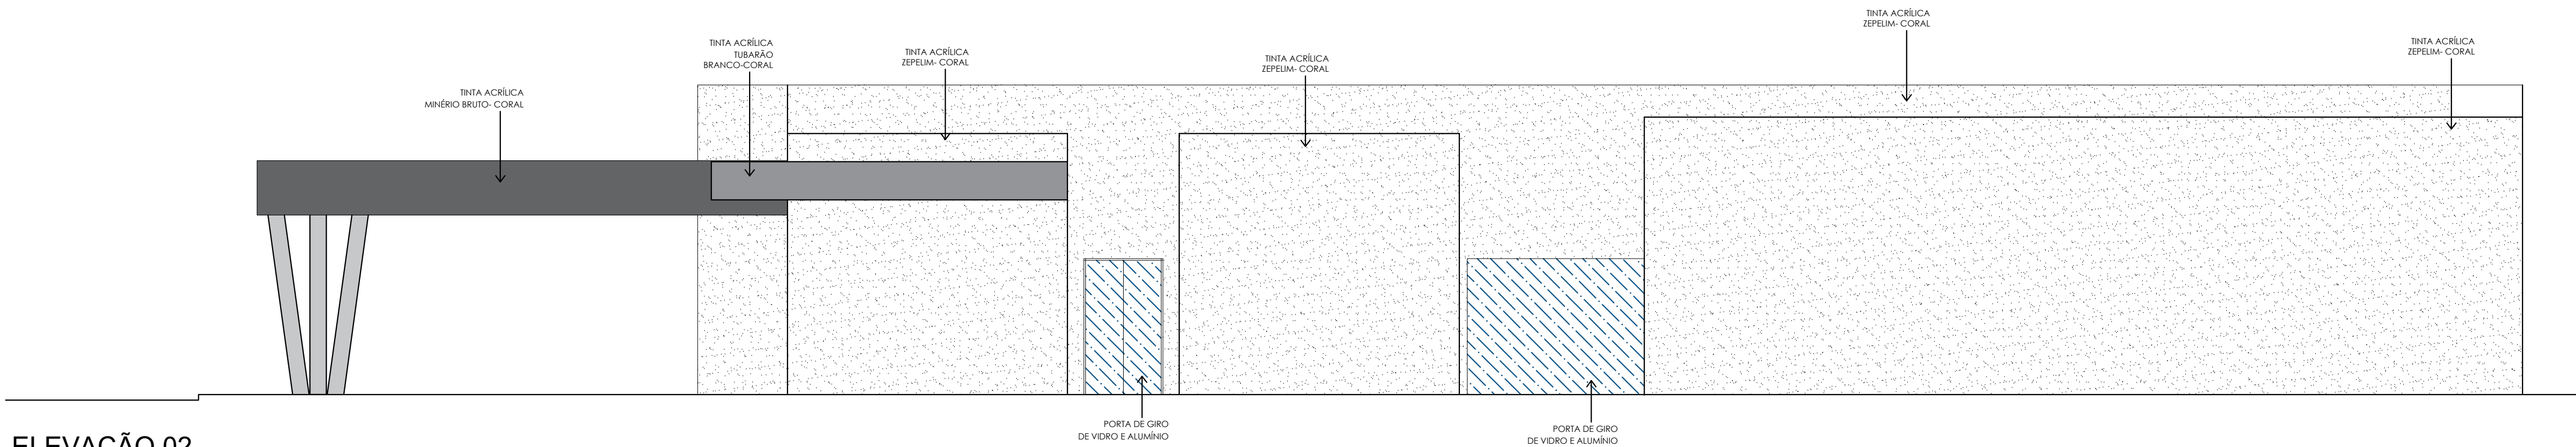 TINTA ACRÍLICA
ZEPELIM- CORAL
TINTA ACRÍLICA
TUBARÃO
BRANCO-CORAL
TINTA ACRÍLICA
ZEPELIM- CORAL
TINTA ACRÍLICA
ZEPELIM- CORAL
TINTA ACRÍLICA
ZEPELIM- CORAL
TINTA ACRÍLICA
MINÉRIO BRUTO- CORAL
PORTA DE GIRO
DE VIDRO E ALUMÍNIO
PORTA DE GIRO
DE VIDRO E ALUMÍNIO
ELEVAÇÃO 02